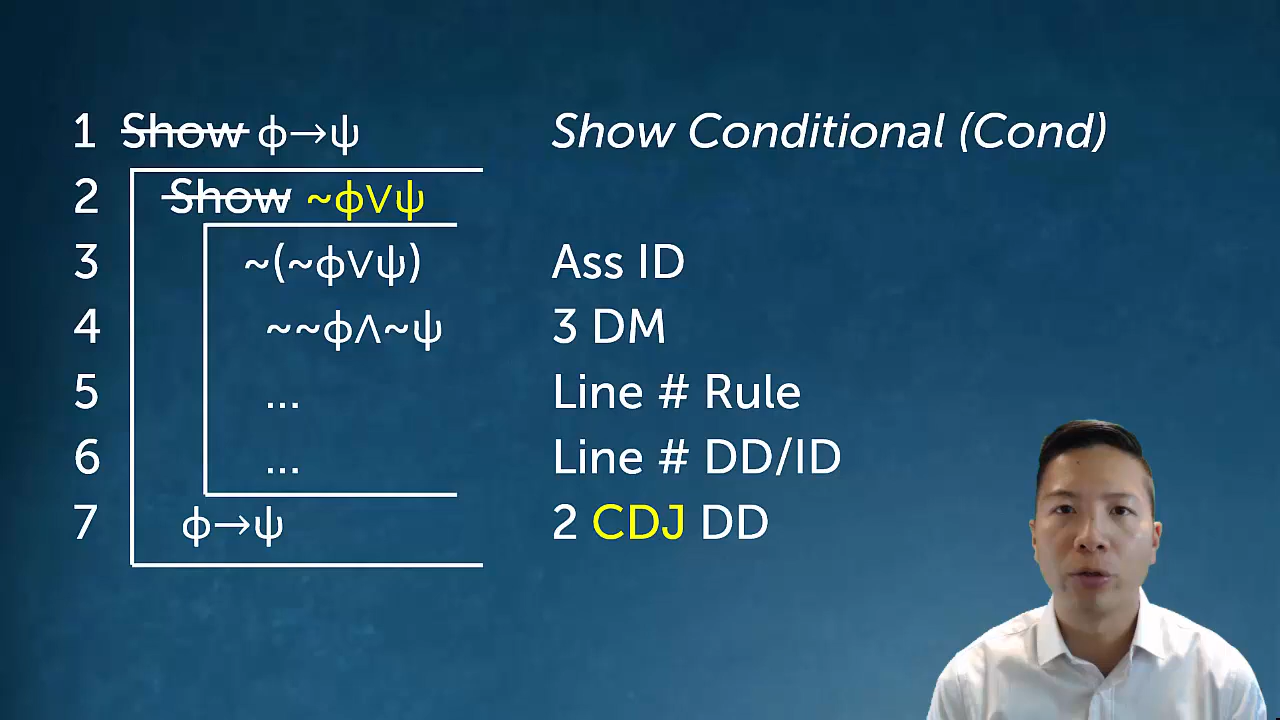 1 Show φ→ψ Show Conditional (Cond)
2 Show ~φ∨ψ
3 ~(~φ∨ψ) Ass ID
4 ~~φ∧~ψ 3 DM
5 ... Line # Rule
6 ... Line # DD/ID
7 φ→ψ 2 CDJ DD